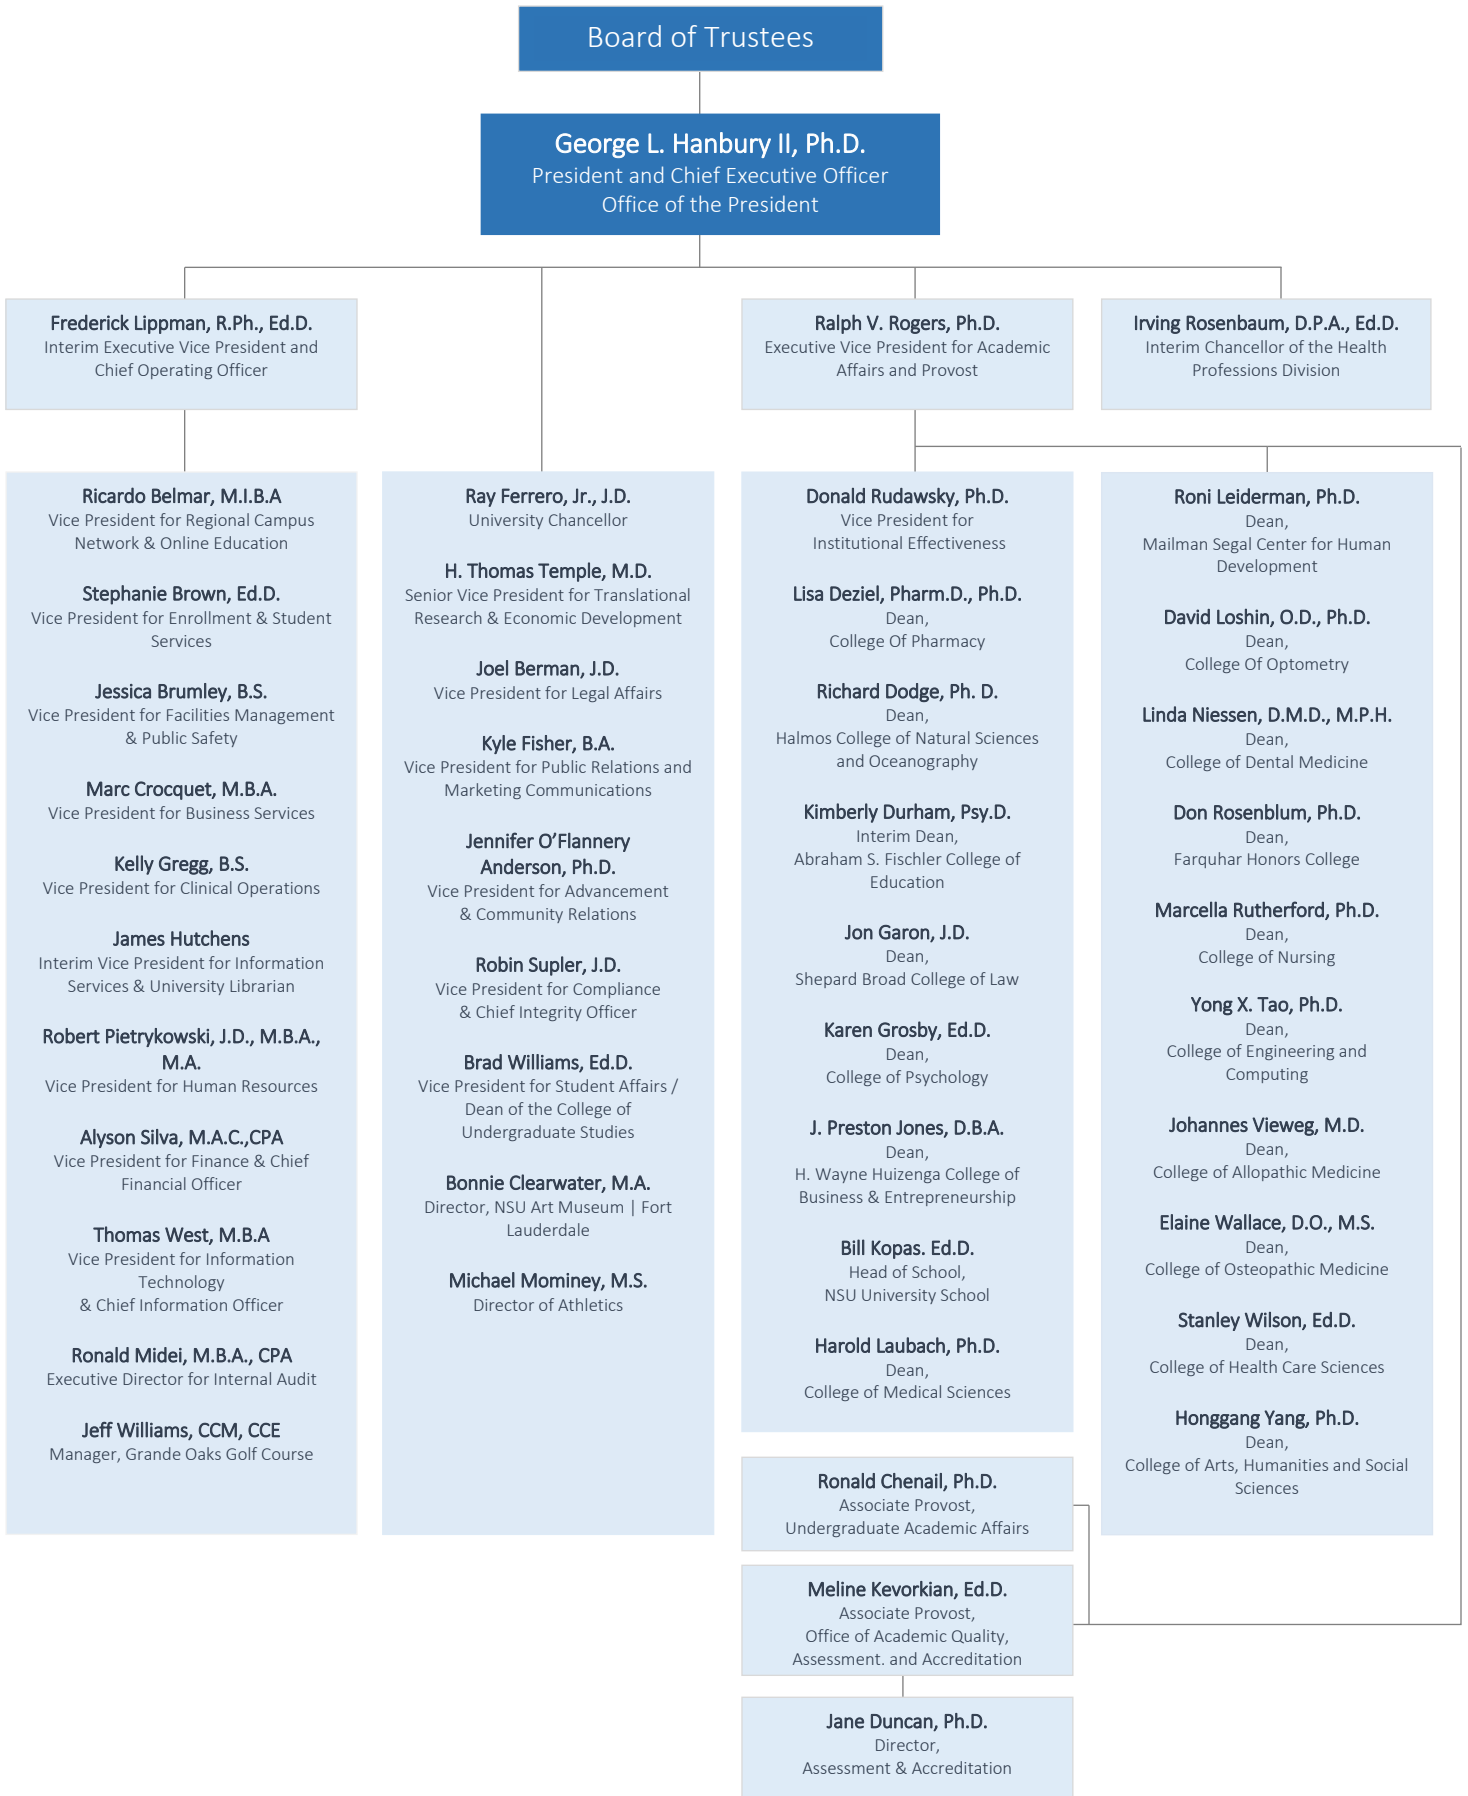 Board of Trustees
George L. Hanbury II, Ph.D.
President and Chief Executive Officer
Office of the President
Frederick Lippman, R.Ph., Ed.D.
Interim Executive Vice President and
Chief Operating Officer
Ralph V. Rogers, Ph.D.
Executive Vice President for Academic
Affairs and Provost
Irving Rosenbaum, D.P.A., Ed.D.
Interim Chancellor of the Health
Professions Division
Ricardo Belmar, M.I.B.A
Vice President for Regional Campus
Network & Online Education
Stephanie Brown, Ed.D.
Vice President for Enrollment & Student
Services
Jessica Brumley, B.S.
Vice President for Facilities Management
& Public Safety
Marc Crocquet, M.B.A.
Vice President for Business Services
Kelly Gregg, B.S.
Vice President for Clinical Operations
James Hutchens
Interim Vice President for Information
Services & University Librarian
Robert Pietrykowski, J.D., M.B.A.,
M.A.
Vice President for Human Resources
Alyson Silva, M.A.C.,CPA
Vice President for Finance & Chief
Financial Officer
Thomas West, M.B.A
Vice President for Information
Technology
& Chief Information Officer
Ronald Midei, M.B.A., CPA
Executive Director for Internal Audit
Jeff Williams, CCM, CCE
Manager, Grande Oaks Golf Course
Ray Ferrero, Jr., J.D.
University Chancellor
H. Thomas Temple, M.D.
Senior Vice President for Translational
Research & Economic Development
Joel Berman, J.D.
Vice President for Legal Affairs
Kyle Fisher, B.A.
Vice President for Public Relations and
Marketing Communications
Jennifer O’Flannery
Anderson, Ph.D.
Vice President for Advancement
& Community Relations
Robin Supler, J.D.
Vice President for Compliance
& Chief Integrity Officer
Brad Williams, Ed.D.
Vice President for Student Affairs /
Dean of the College of
Undergraduate Studies
Bonnie Clearwater, M.A.
Director, NSU Art Museum | Fort
Lauderdale
Michael Mominey, M.S.
Director of Athletics
Donald Rudawsky, Ph.D.
Vice President for
Institutional Effectiveness
Lisa Deziel, Pharm.D., Ph.D.
Dean,
College Of Pharmacy
Richard Dodge, Ph. D.
Dean,
Halmos College of Natural Sciences
and Oceanography
Kimberly Durham, Psy.D.
Interim Dean,
Abraham S. Fischler College of
Education
Jon Garon, J.D.
Dean,
Shepard Broad College of Law
Karen Grosby, Ed.D.
Dean,
College of Psychology
J. Preston Jones, D.B.A.
Dean,
H. Wayne Huizenga College of
Business & Entrepreneurship
Bill Kopas. Ed.D.
Head of School,
NSU University School
Harold Laubach, Ph.D.
Dean,
College of Medical Sciences
Roni Leiderman, Ph.D.
Dean,
Mailman Segal Center for Human
Development
David Loshin, O.D., Ph.D.
Dean,
College Of Optometry
Linda Niessen, D.M.D., M.P.H.
Dean,
College of Dental Medicine
Don Rosenblum, Ph.D.
Dean,
Farquhar Honors College
Marcella Rutherford, Ph.D.
Dean,
College of Nursing
Yong X. Tao, Ph.D.
Dean,
College of Engineering and
Computing
Johannes Vieweg, M.D.
Dean,
College of Allopathic Medicine
Elaine Wallace, D.O., M.S.
Dean,
College of Osteopathic Medicine
Stanley Wilson, Ed.D.
Dean,
College of Health Care Sciences
Honggang Yang, Ph.D.
Dean,
College of Arts, Humanities and Social
Sciences
Ronald Chenail, Ph.D.
Associate Provost,
Undergraduate Academic Affairs
Meline Kevorkian, Ed.D.
Associate Provost,
Office of Academic Quality,
Assessment. and Accreditation
Jane Duncan, Ph.D.
Director,
Assessment & Accreditation